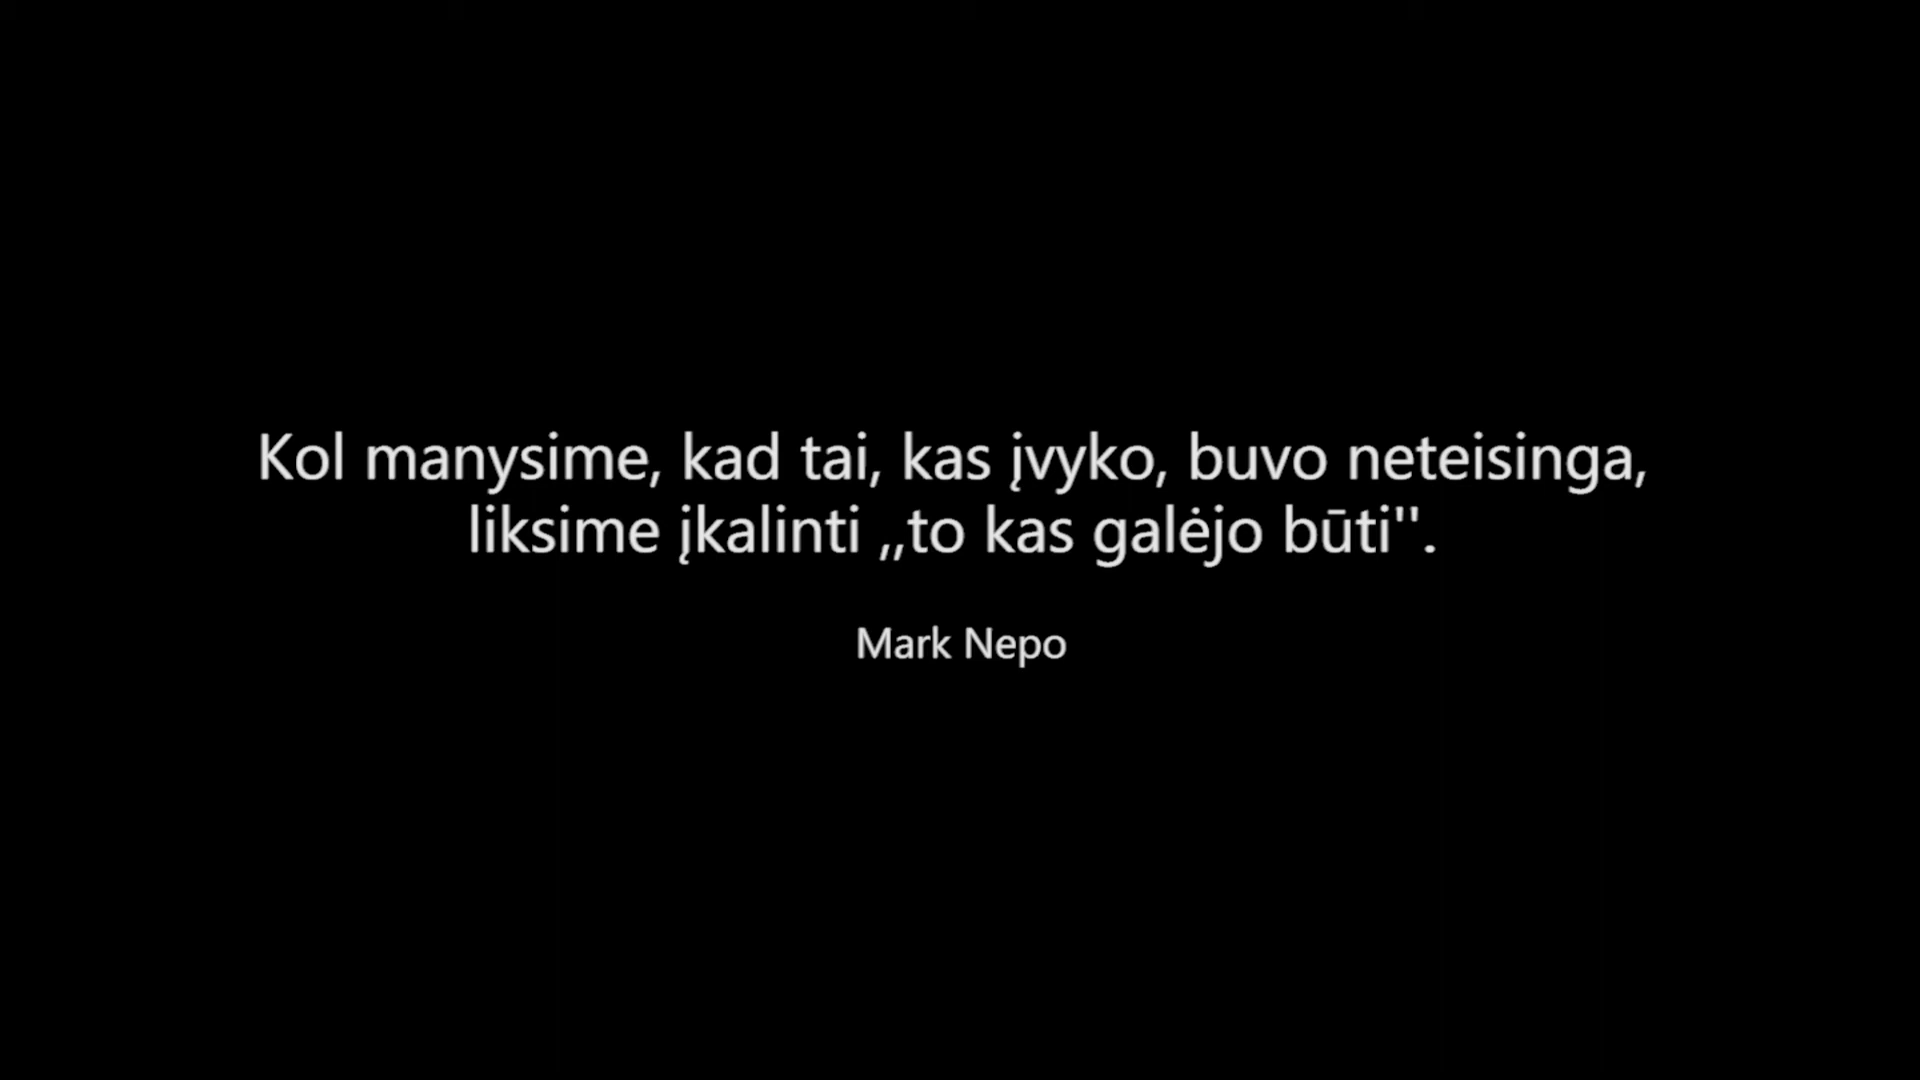 Kol manysime, kad tai, kas įvyko, buvo neteisinga,
liksime įkalinti ,,to kas galėjo būti''.
Mark Nepo